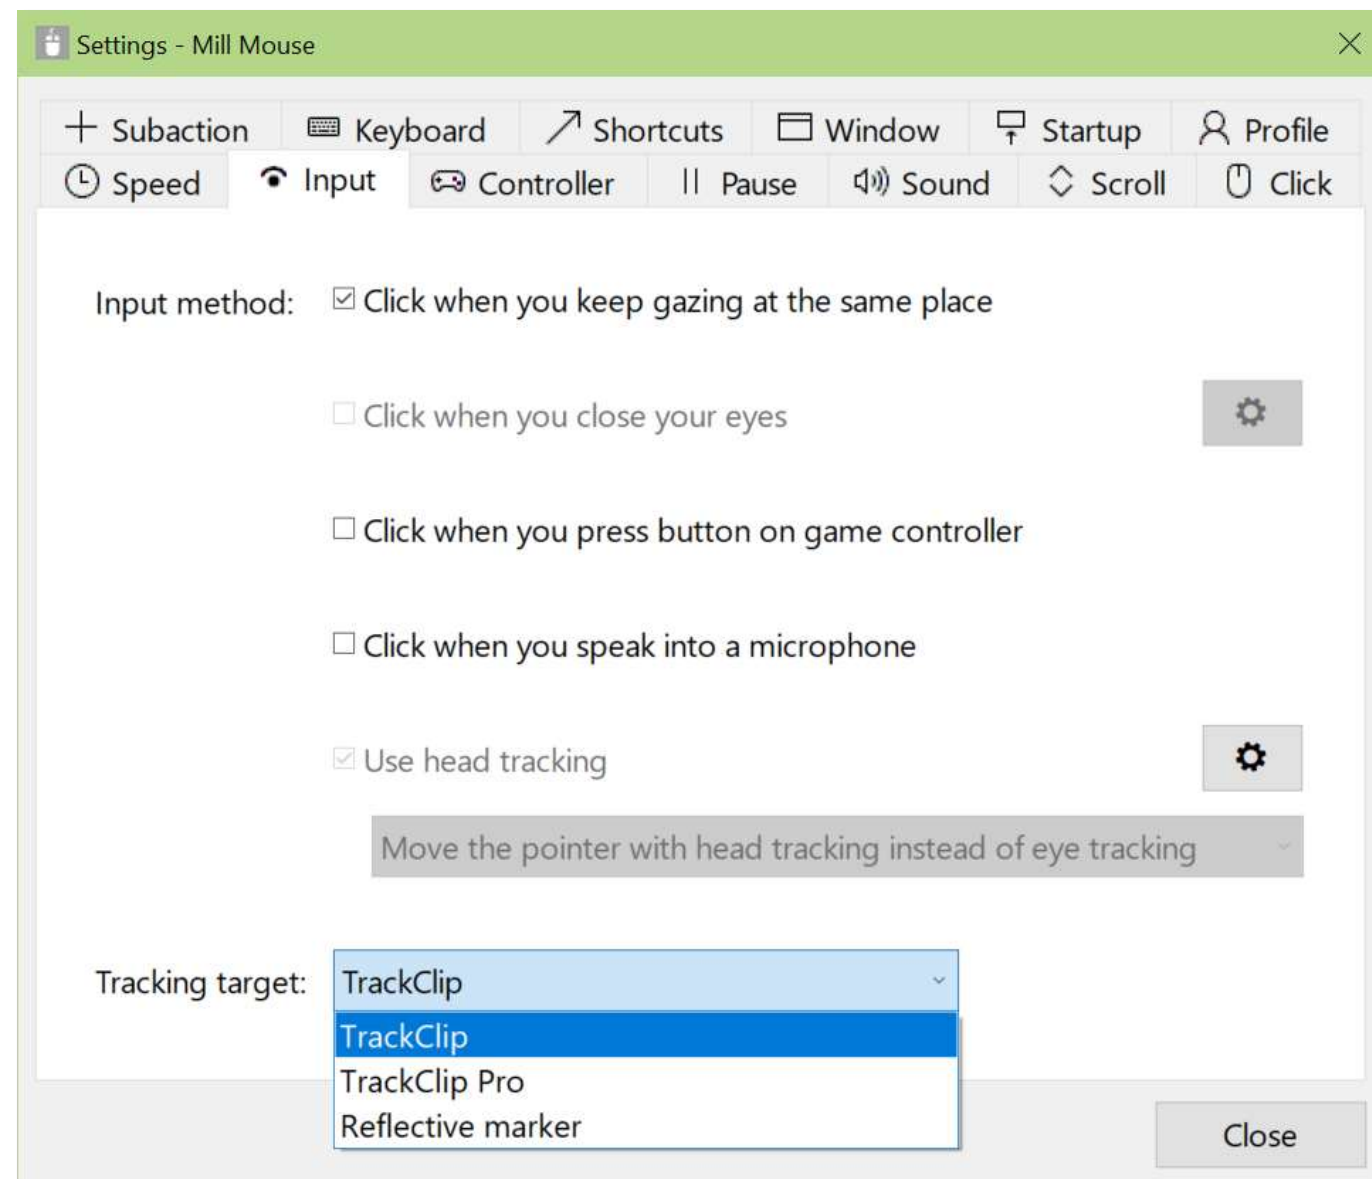 Settings - Mill Mouse
Subaction Keyboard Shortcuts Window Startup Profile
Speed Input Controller Pause Sound Scroll Click
Input method: Click when you keep gazing at the same place
Click when you close your eyes
Click when you press button on game controller
Click when you speak into a microphone
Use head tracking
Move the pointer with head tracking instead of eye tracking
Tracking target: TrackClip
TrackClip
TrackClip Pro
Reflective marker
Close